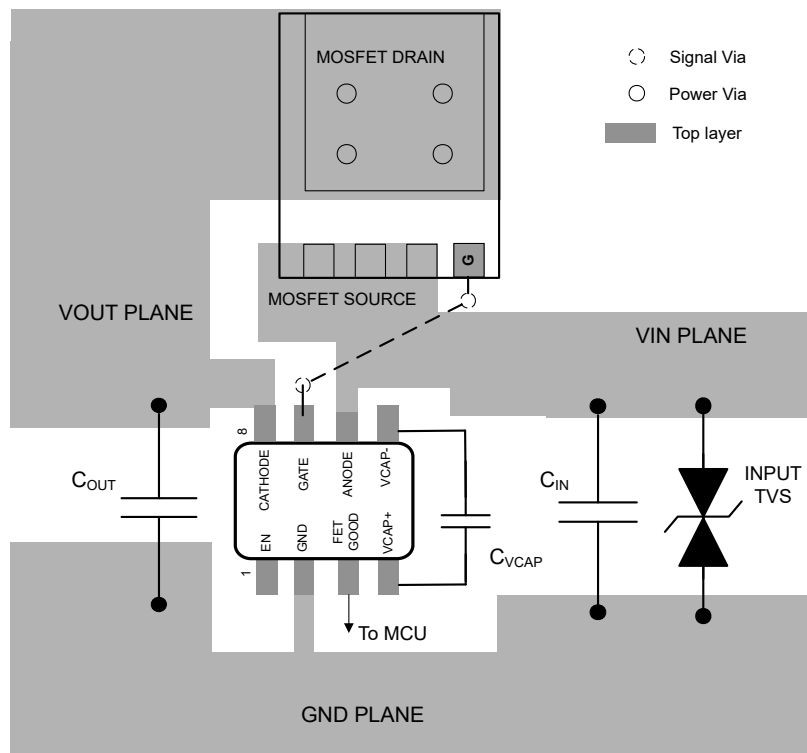 MOSFET DRAIN
Signal Via
Power Via
Top layer
G
MOSFET SOURCE
VOUT PLANE
VIN PLANE
8
CATHODE
GATE
ANODE
VCAP-
COUT
CIN
INPUT
TVS
EN
GND
FET
GOOD
VCAP+
CVCAP
1
To MCU
GND PLANE